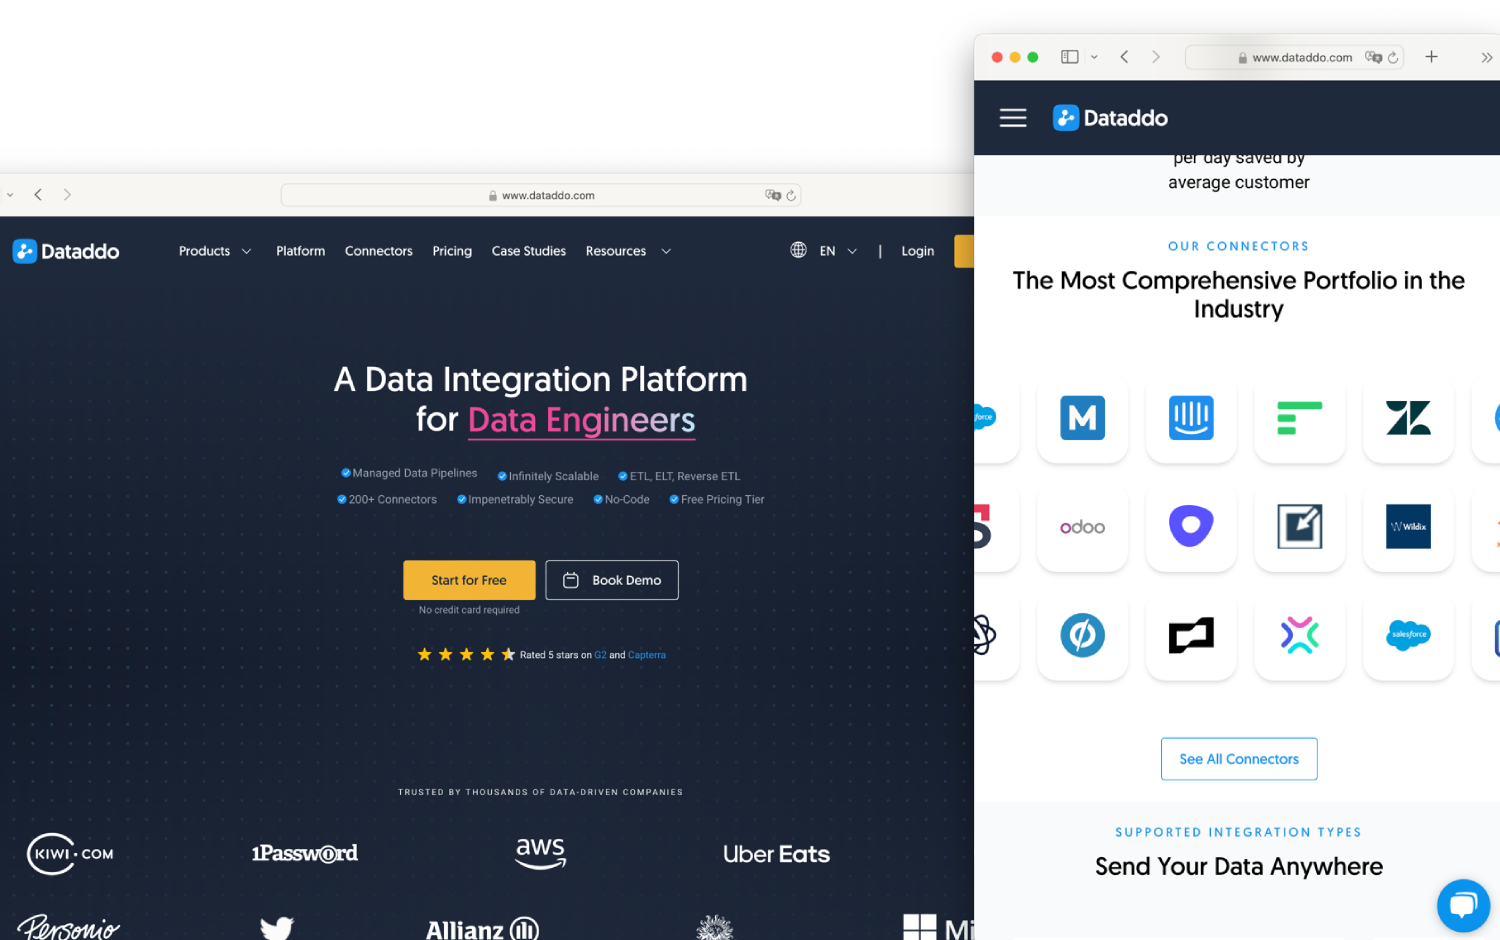 www.dataddo.com
Dataddo
Products Platform Connectors Pricing Case Studies Resources EN | Login
A Data Integration Platform
for Data Engineers
Managed Data Pipelines Infinitely Scalable ETL, ELT, Reverse ETL
200+ Connectors Impenetrably Secure No-Code Free Pricing Tier
Start for Free Book Demo
No credit card required
Rated 5 stars on G2 and Capterra
TRUSTED BY THOUSANDS OF DATA-DRIVEN COMPANIES
KIWI.COM 1Password aws Uber Eats
Personio Allianz Mi
www.dataddo.com
Dataddo
per day saved by
average customer
OUR CONNECTORS
The Most Comprehensive Portfolio in the
Industry
force M
odoo Wildix
salesforce
See All Connectors
SUPPORTED INTEGRATION TYPES
Send Your Data Anywhere